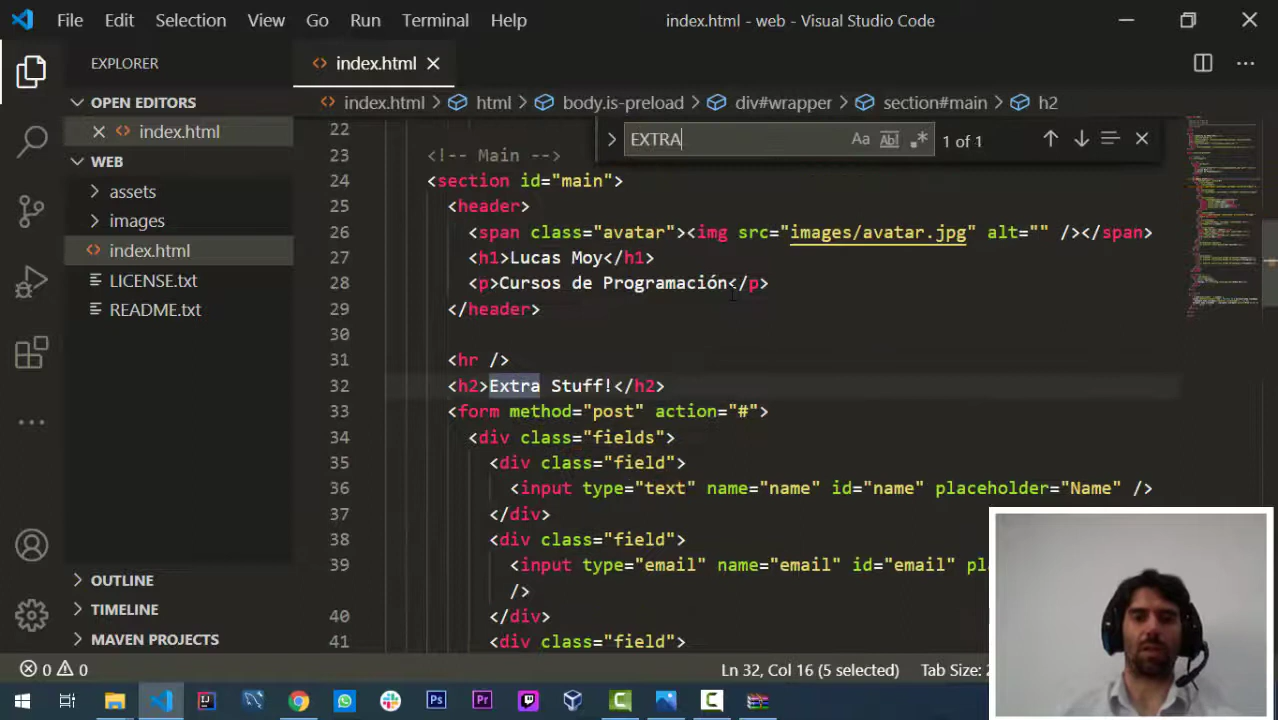 File Edit Selection View Go Run Terminal Help index.html - web - Visual Studio Code
EXPLORER
index.html
OPEN EDITORS
index.html
WEB
assets
images
index.html
LICENSE.txt
README.txt
OUTLINE
TIMELINE
MAVEN PROJECTS
index.html html body.is-preload div#wrapper section#main h2
EXTRA Aa Abl .* 1 of 1
22
23 <!-- Main -->
24 <section id="main">
25 <header>
26 <span class="avatar"><img src="images/avatar.jpg" alt="" /></span>
27 <h1>Lucas Moy</h1>
28 <p>Cursos de Programación</p>
29 </header>
30
31 <hr />
32 <h2>Extra Stuff!</h2>
33 <form method="post" action="#">
34 <div class="fields">
35 <div class="field">
36 <input type="text" name="name" id="name" placeholder="Name" />
37 </div>
38 <div class="field">
39 <input type="email" name="email" id="email"
/>
40 </div>
41 <div class="field">
0 0 Ln 32, Col 16 (5 selected) Tab Size:
Ps Pr